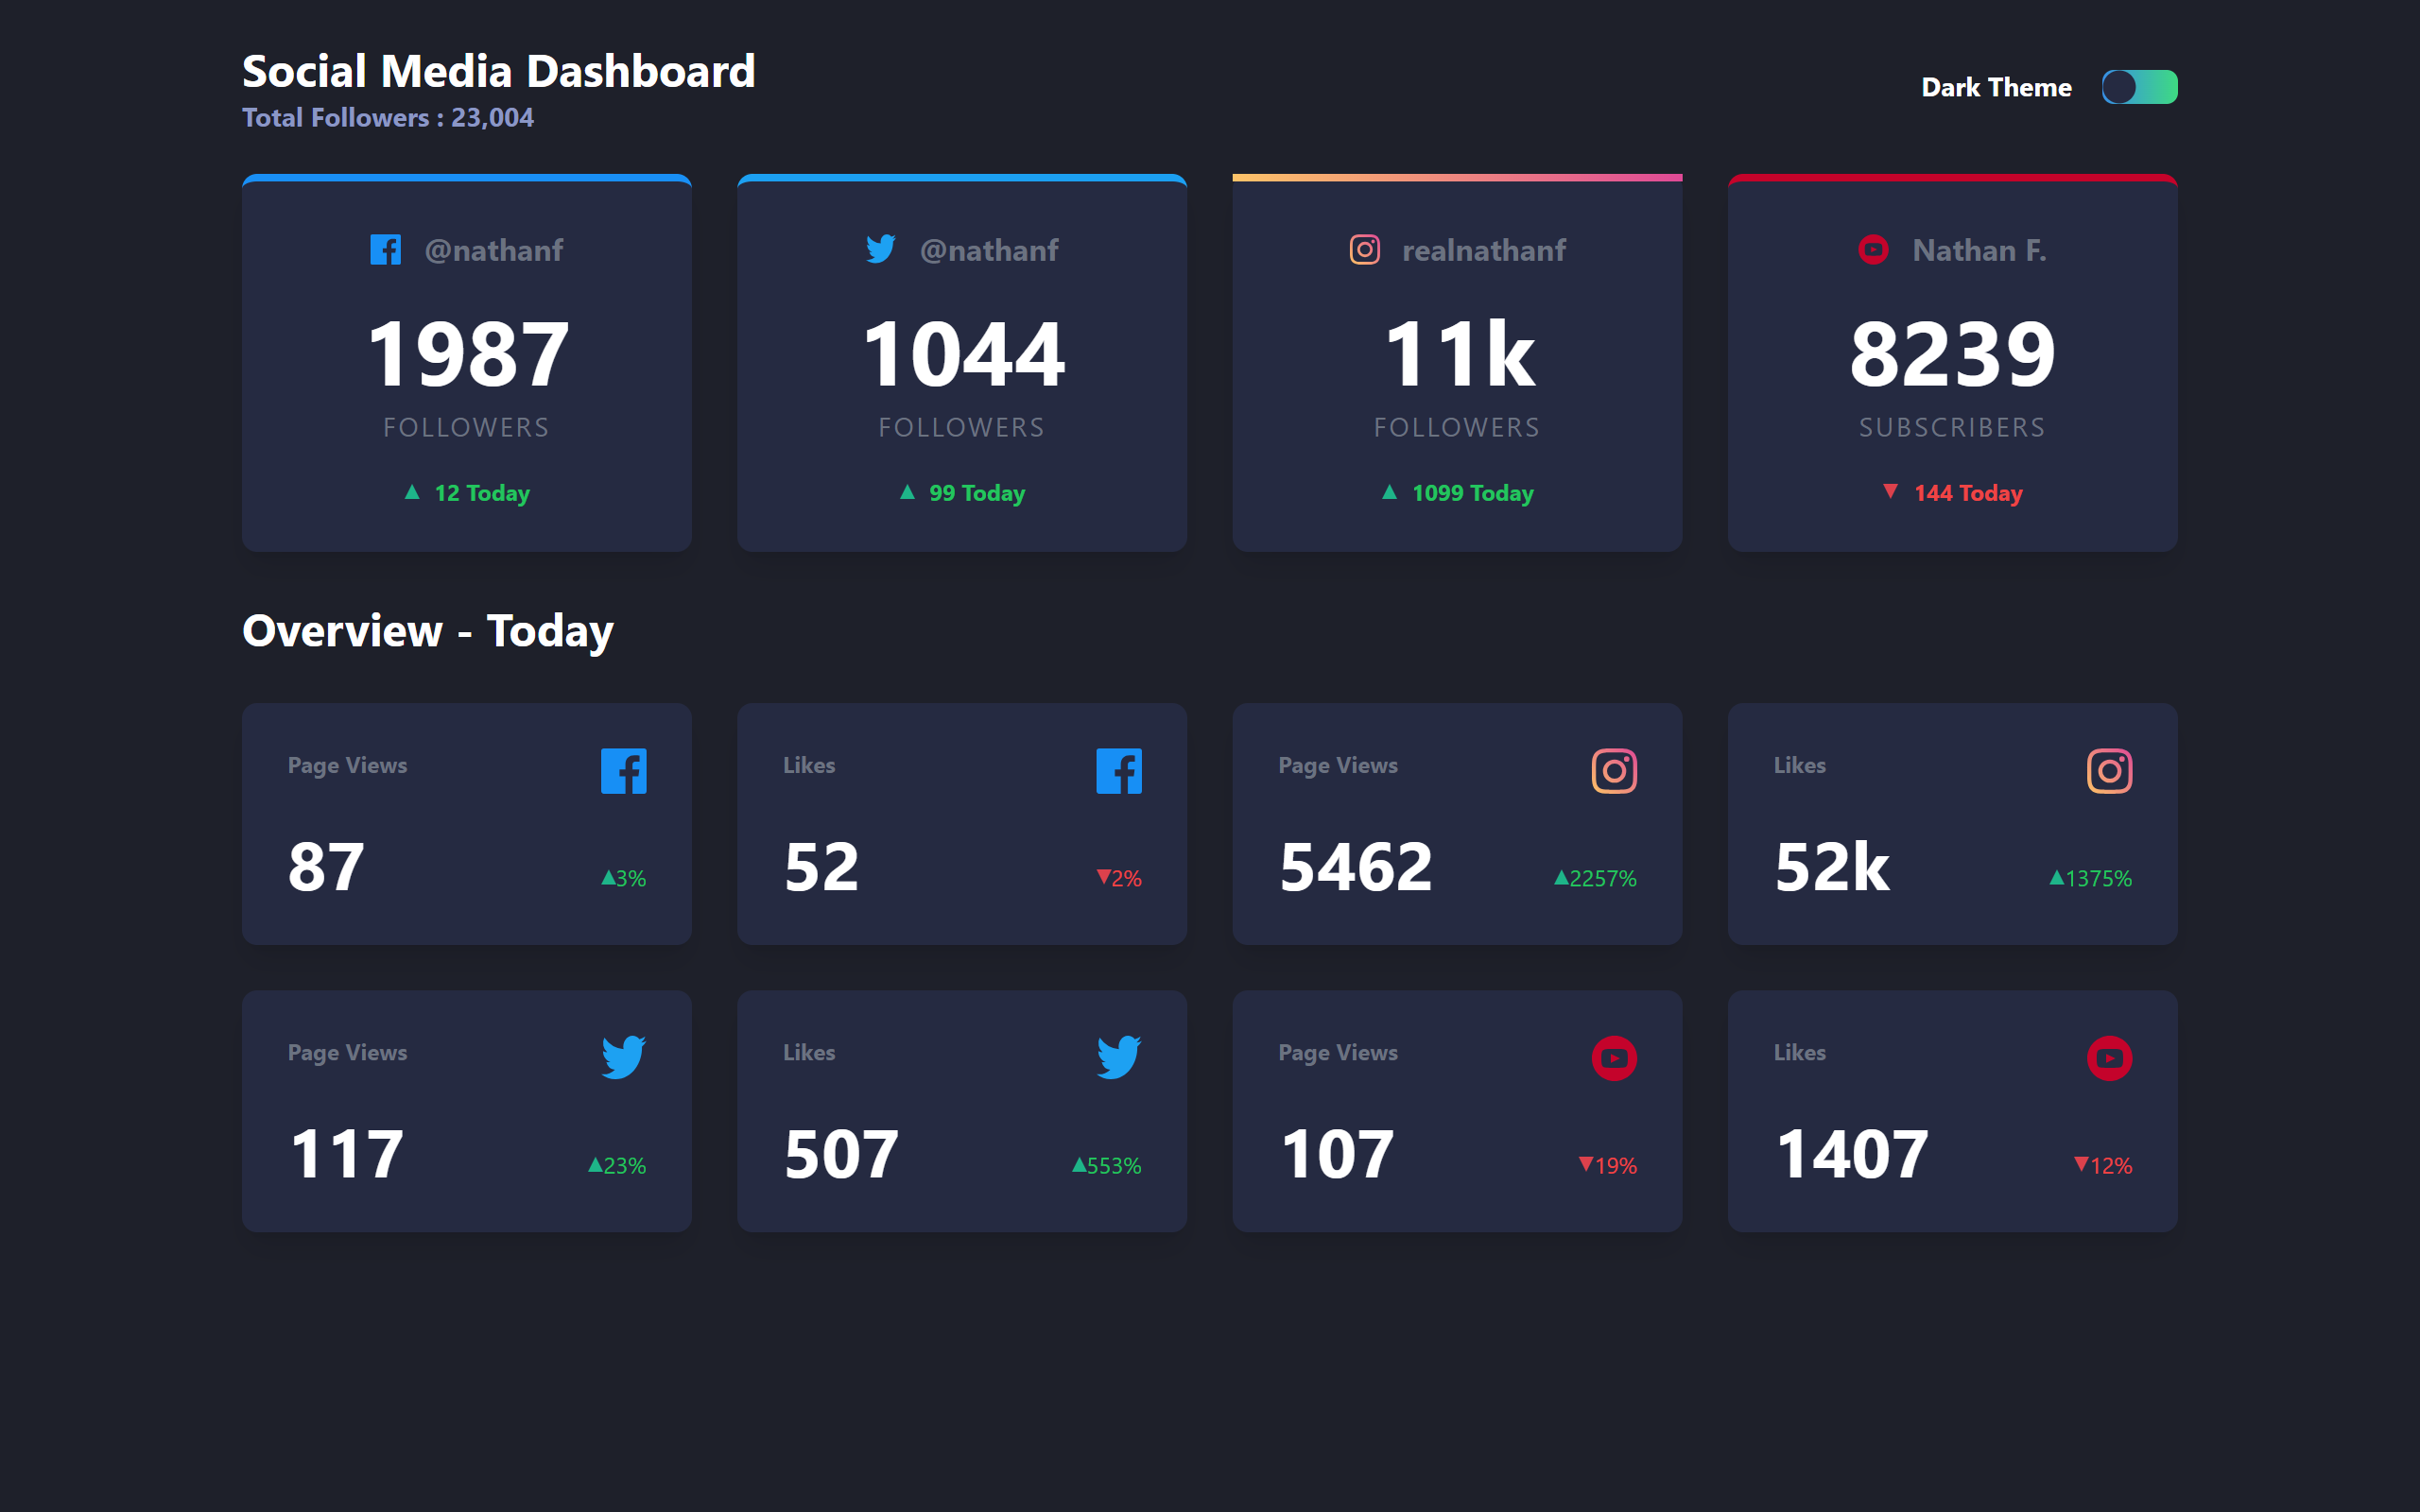 Social Media Dashboard
Total Followers : 23,004
Dark Theme
@nathanf
1987
FOLLOWERS
▲ 12 Today
@nathanf
1044
FOLLOWERS
▲ 99 Today
realnathanf
11k
FOLLOWERS
▲ 1099 Today
Nathan F.
8239
SUBSCRIBERS
▼ 144 Today
Overview - Today
Page Views
87
▲3%
Likes
52
▼2%
Page Views
5462
▲2257%
Likes
52k
▲1375%
Page Views
117
▲23%
Likes
507
▲553%
Page Views
107
▼19%
Likes
1407
▼12%